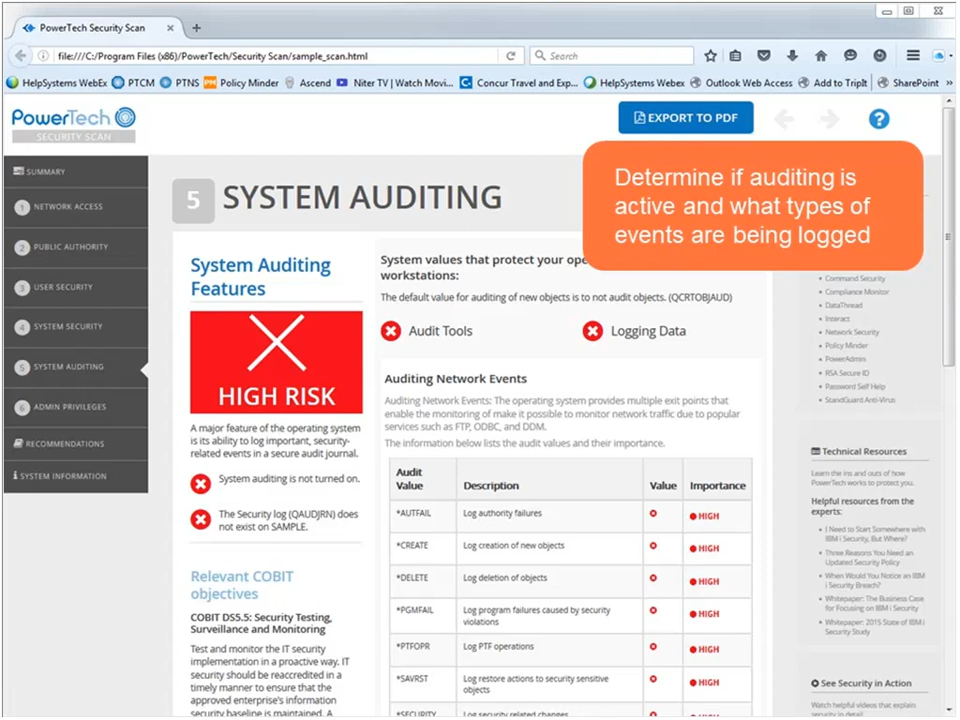 PowerTech Security Scan
file:///C:/Program Files (x86)/PowerTech/Security Scan/sample_scan.html
Search
HelpSystems WebEx
PTCM
PTNS
Policy Minder
Ascend
Niter TV | Watch Movi...
Concur Travel and Exp...
HelpSystems Webex
Outlook Web Access
Add to TripIt
SharePoint
PowerTech
SECURITY SCAN
EXPORT TO PDF
?
SUMMARY
1 NETWORK ACCESS
2 PUBLIC AUTHORITY
3 USER SECURITY
4 SYSTEM SECURITY
5 SYSTEM AUDITING
6 ADMIN PRIVILEGES
RECOMMENDATIONS
SYSTEM INFORMATION
5 SYSTEM AUDITING
Determine if auditing is
active and what types of
events are being logged
System Auditing
Features
HIGH RISK
A major feature of the operating system
is its ability to log important, security-
related events in a secure audit journal.
System auditing is not turned on.
The Security log (QAUDJRN) does
not exist on SAMPLE.
Relevant COBIT
objectives
COBIT DS5.5: Security Testing,
Surveillance and Monitoring
Test and monitor the IT security
implementation in a proactive way. IT
security should be reaccredited in a
timely manner to ensure that the
approved enterprise's information
security baseline is maintained. A
System values that protect your ope
workstations:
The default value for auditing of new objects is to not audit objects. (QCRTOBJAUD)
Audit Tools
Logging Data
Auditing Network Events
Auditing Network Events: The operating system provides multiple exit points that
enable the monitoring of make it possible to monitor network traffic due to popular
services such as FTP, ODBC, and DDM.
The information below lists the audit values and their importance.
Audit
Value Description Value Importance
*AUTFAIL Log authority failures HIGH
*CREATE Log creation of new objects HIGH
*DELETE Log deletion of objects HIGH
*PGMFAIL Log program failures caused by security
violations HIGH
*PTFOPR Log PTF operations HIGH
*SAVRST Log restore actions to security sensitive
objects HIGH
*SECURITY Log security related changes HIGH
Command Security
Compliance Monitor
DataThread
Interact
Network Security
Policy Minder
PowerAdmin
RSA Secure ID
Password Self Help
StandGuard Anti-Virus
Technical Resources
Learn the ins and outs of how
PowerTech works to protect you.
Helpful resources from the
experts:
I Need to Start Somewhere with
IBM i Security, But Where?
Three Reasons You Need an
Updated Security Policy
When Would You Notice an IBM
i Security Breach?
Whitepaper: The Business Case
for Focusing on IBM i Security
Whitepaper: 2015 State of IBM i
Security Study
See Security in Action
Watch helpful videos that explain
security in detail